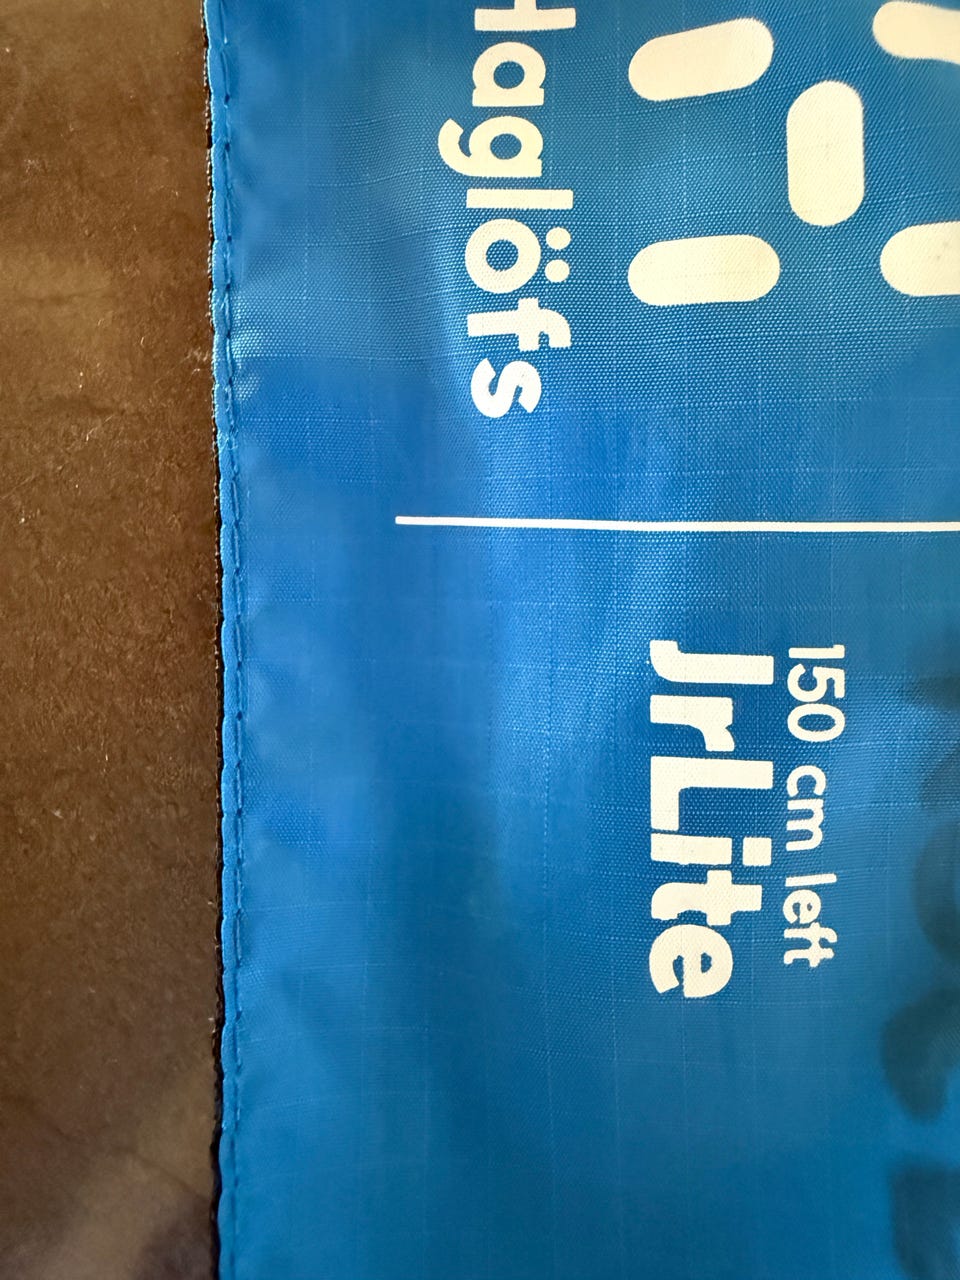 Haglöfs
150 cm left
JrLite